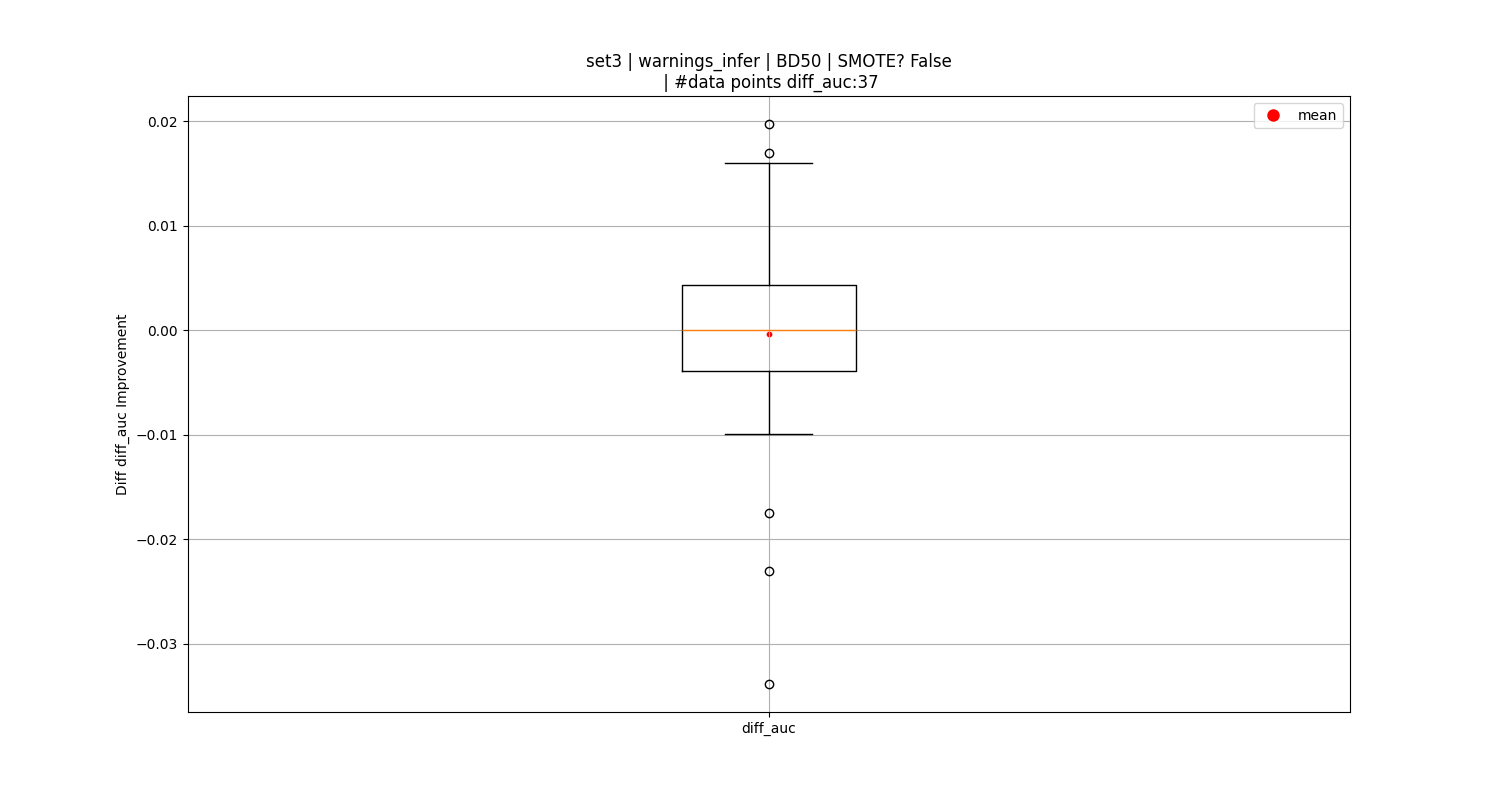 set3 | warnings_infer | BD50 | SMOTE? False
| #data points diff_auc:37
mean
0.02
0.01
0.00
−0.01
−0.02
−0.03
Diff diff_auc Improvement
diff_auc